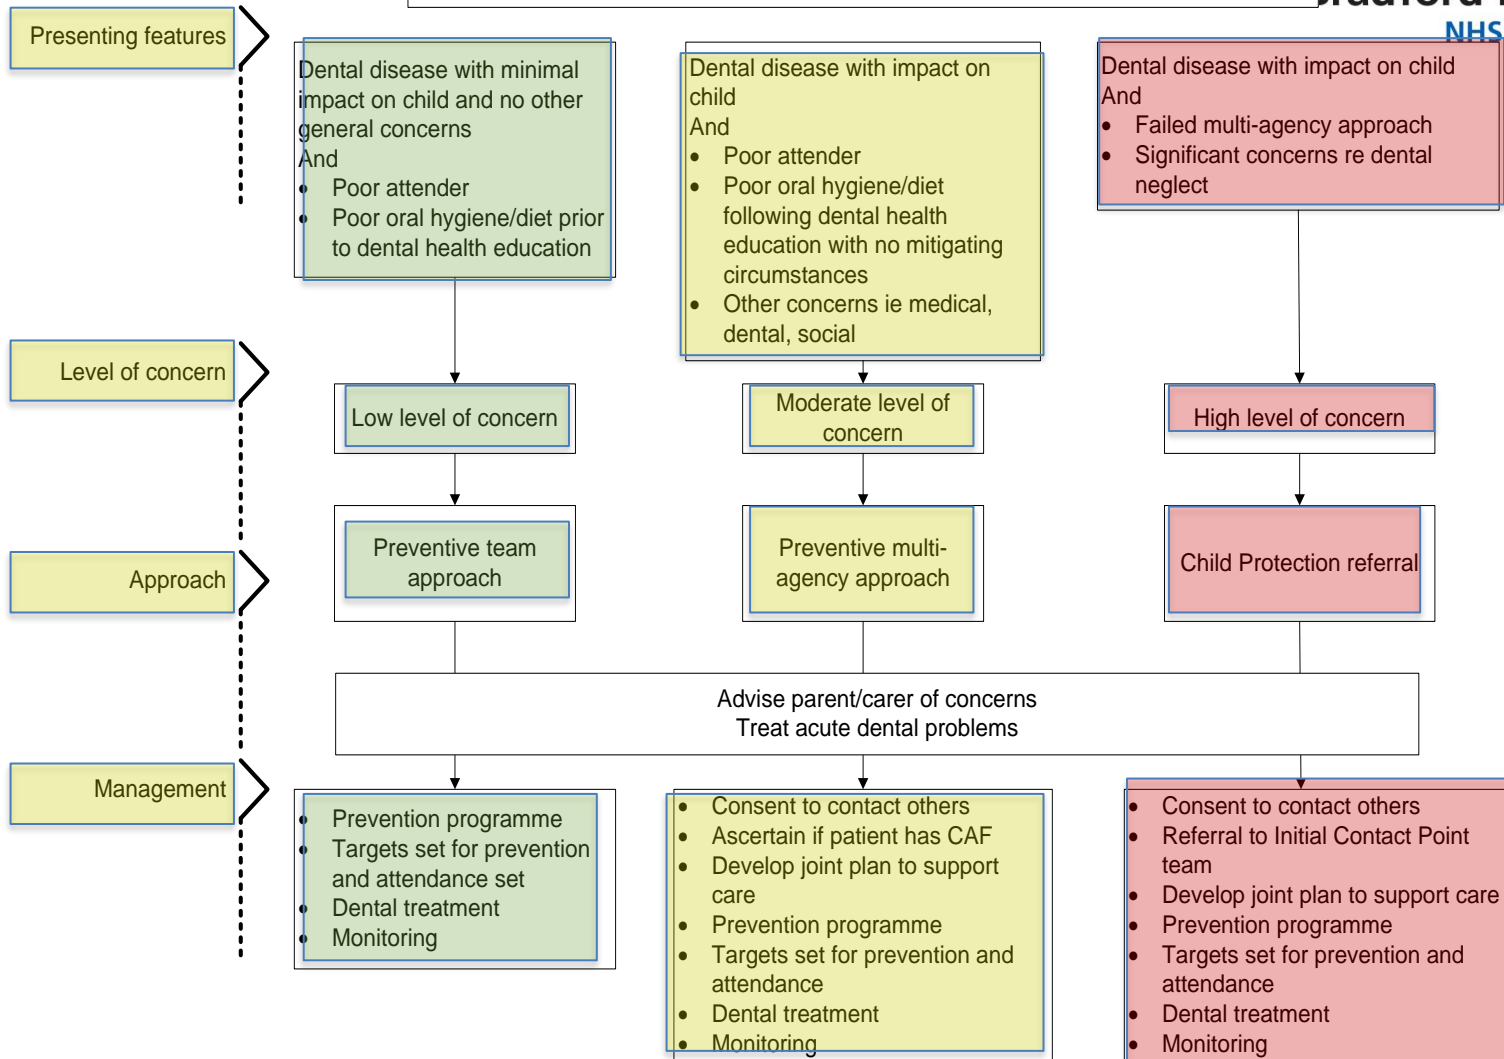 NHS
Presenting features
Dental disease with minimal
impact on child and no other
general concerns
And
• Poor attender
• Poor oral hygiene/diet prior
to dental health education
Dental disease with impact on
child
And
• Poor attender
• Poor oral hygiene/diet
following dental health
education with no mitigating
circumstances
• Other concerns ie medical,
dental, social
Dental disease with impact on child
And
• Failed multi-agency approach
• Significant concerns re dental
neglect
Level of concern
Low level of concern
Moderate level of
concern
High level of concern
Approach
Preventive team
approach
Preventive multi-
agency approach
Child Protection referral
Advise parent/carer of concerns
Treat acute dental problems
Management
• Prevention programme
• Targets set for prevention
and attendance set
• Dental treatment
• Monitoring
• Consent to contact others
• Ascertain if patient has CAF
• Develop joint plan to support
care
• Prevention programme
• Targets set for prevention and
attendance
• Dental treatment
• Monitoring
• Consent to contact others
• Referral to Initial Contact Point
team
• Develop joint plan to support care
• Prevention programme
• Targets set for prevention and
attendance
• Dental treatment
• Monitoring